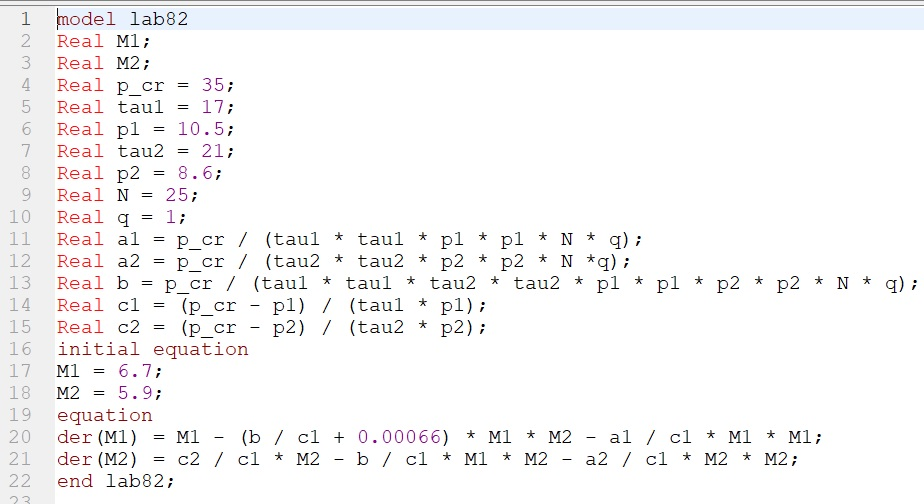 1 model lab82
2 Real M1;
3 Real M2;
4 Real p_cr = 35;
5 Real tau1 = 17;
6 Real p1 = 10.5;
7 Real tau2 = 21;
8 Real p2 = 8.6;
9 Real N = 25;
10 Real q = 1;
11 Real a1 = p_cr / (tau1 * tau1 * p1 * p1 * N * q);
12 Real a2 = p_cr / (tau2 * tau2 * p2 * p2 * N *q);
13 Real b = p_cr / (tau1 * tau1 * tau2 * tau2 * p1 * p1 * p2 * p2 * N * q);
14 Real c1 = (p_cr - p1) / (tau1 * p1);
15 Real c2 = (p_cr - p2) / (tau2 * p2);
16 initial equation
17 M1 = 6.7;
18 M2 = 5.9;
19 equation
20 der(M1) = M1 - (b / c1 + 0.00066) * M1 * M2 - a1 / c1 * M1 * M1;
21 der(M2) = c2 / c1 * M2 - b / c1 * M1 * M2 - a2 / c1 * M2 * M2;
22 end lab82;
23